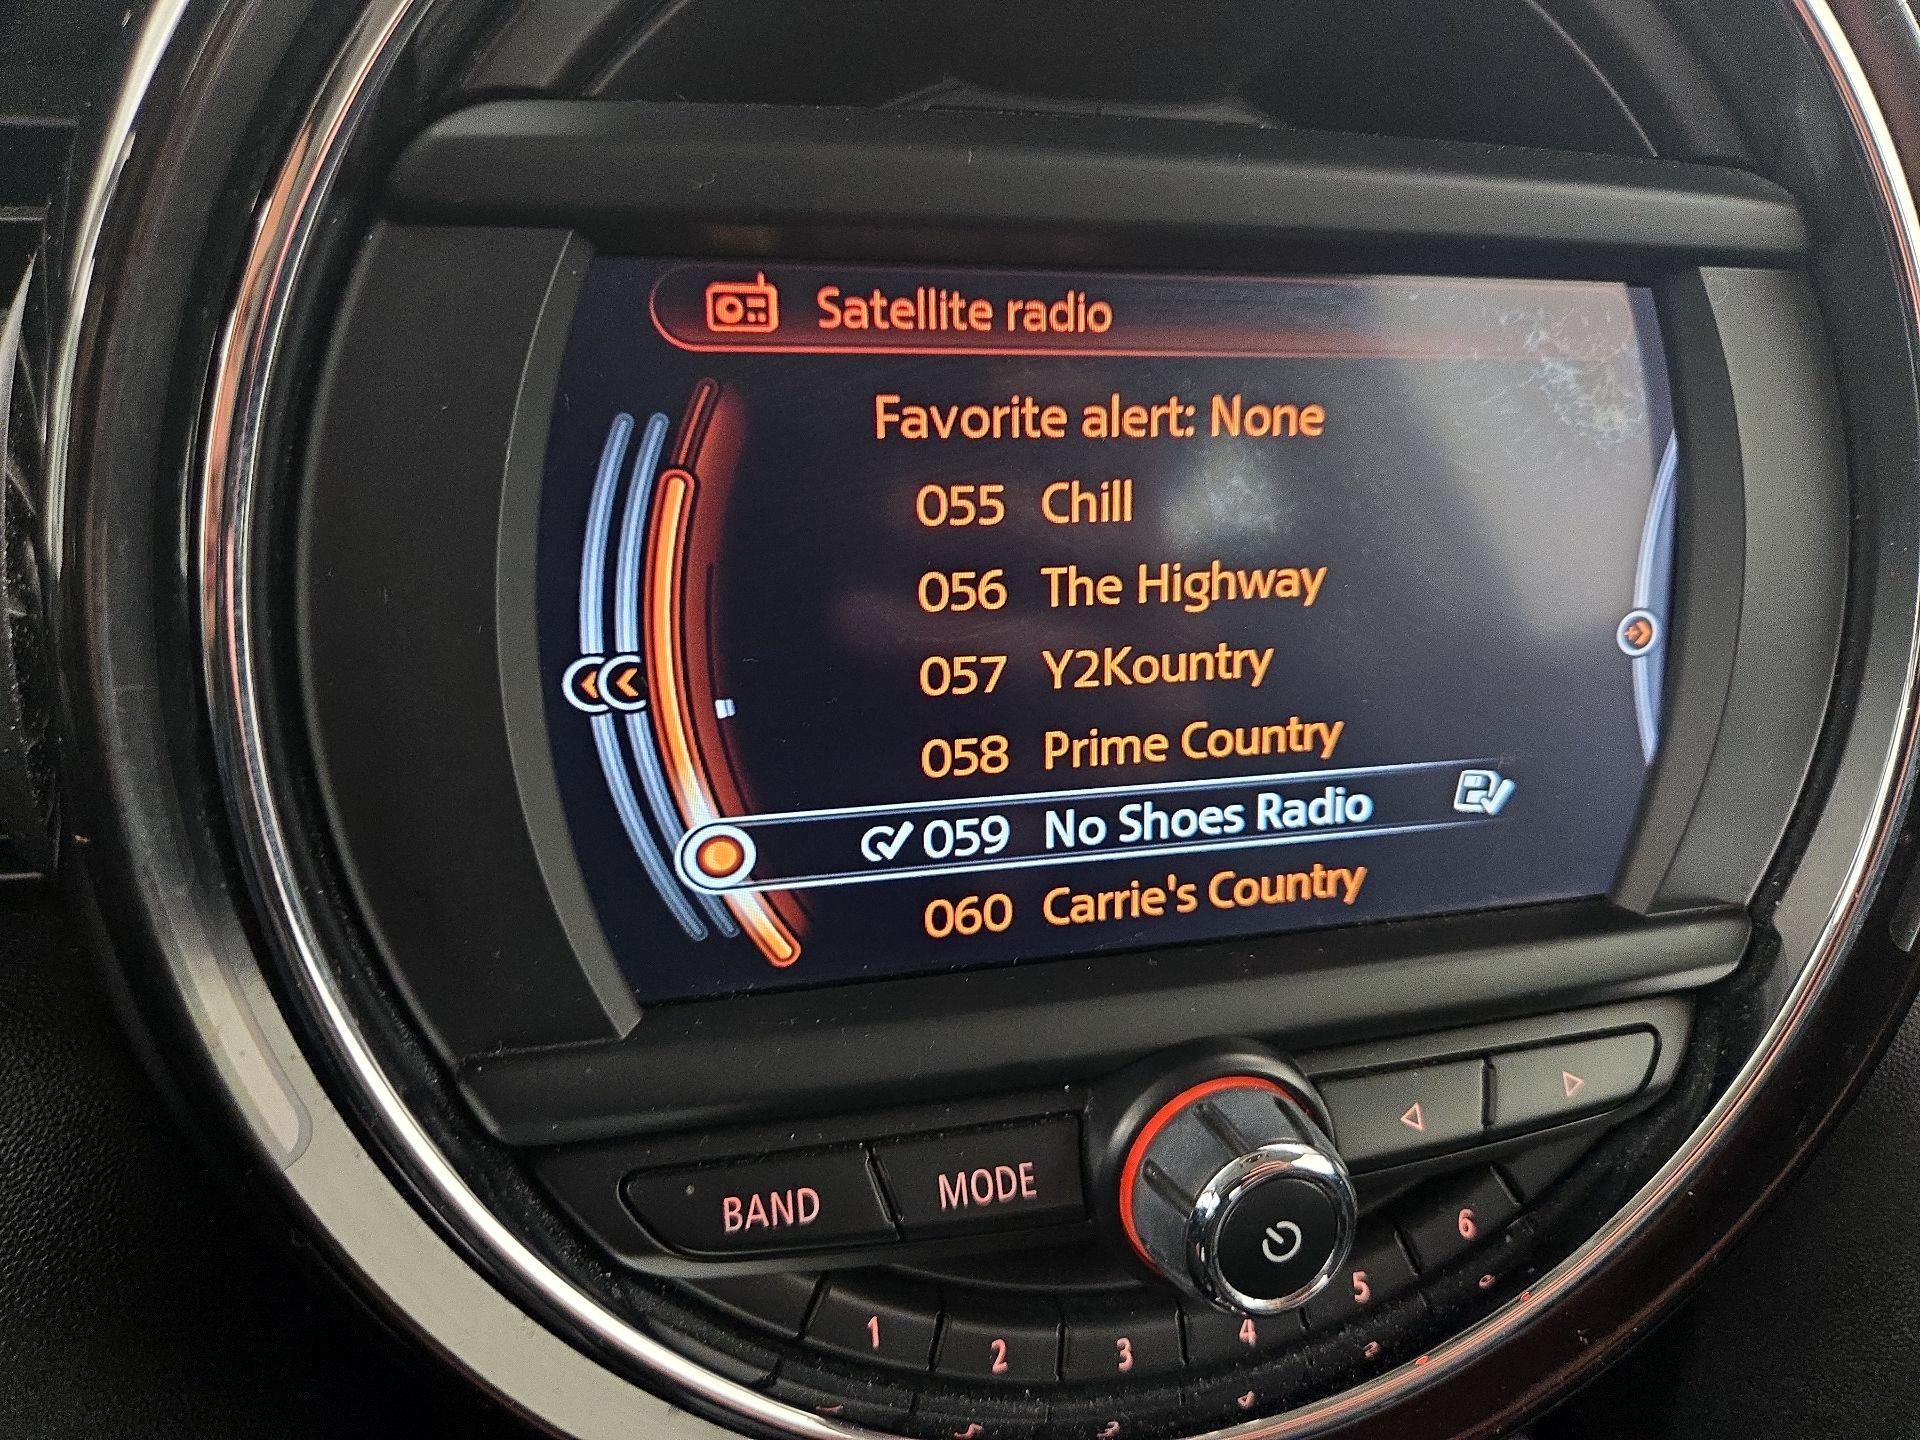 Satellite radio
Favorite alert: None
055 Chill
056 The Highway
057 Y2Kountry
058 Prime Country
059 No Shoes Radio
060 Carrie's Country
BAND MODE
1 2 3 4 5 6